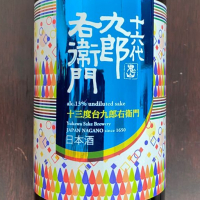 十六代
九郎
右衛門
alc.13% undiluted sake
十三度台九郎右衛門
Yukawa Sake Brewery
JAPAN NAGANO since 1650
日本酒